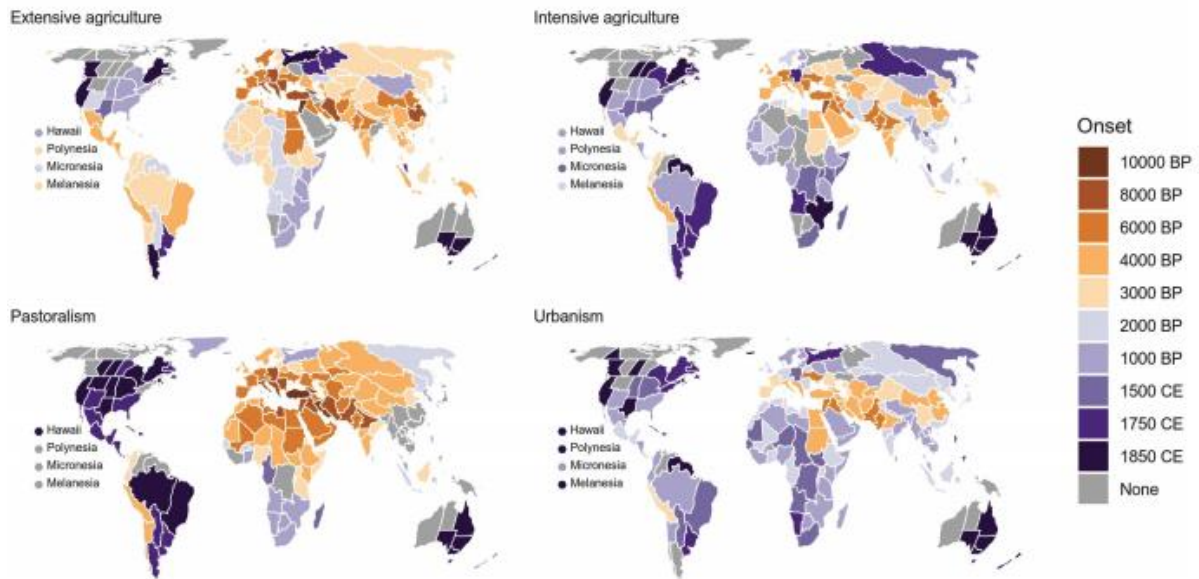 Extensive agriculture
Hawaii
Polynesia
Micronesia
Melanesia
Intensive agriculture
Hawaii
Polynesia
Micronesia
Melanesia
Pastoralism
Hawaii
Polynesia
Micronesia
Melanesia
Urbanism
Hawaii
Polynesia
Micronesia
Melanesia
Onset
10000 BP
8000 BP
6000 BP
4000 BP
3000 BP
2000 BP
1000 BP
1500 CE
1750 CE
1850 CE
None